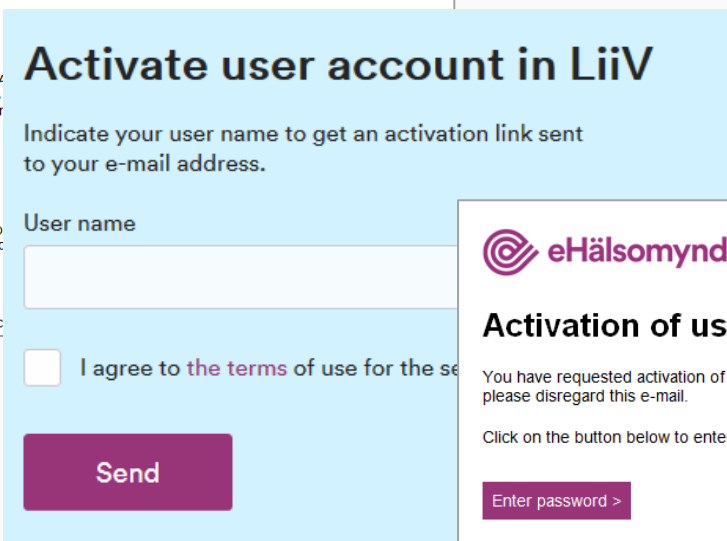 Activate user account in LiiV
Indicate your user name to get an activation link sent
to your e-mail address.
User name
I agree to the terms of use for the se
Send
eHälsomynd
Activation of us
You have requested activation of
please disregard this e-mail.
Click on the button below to ente
Enter password >